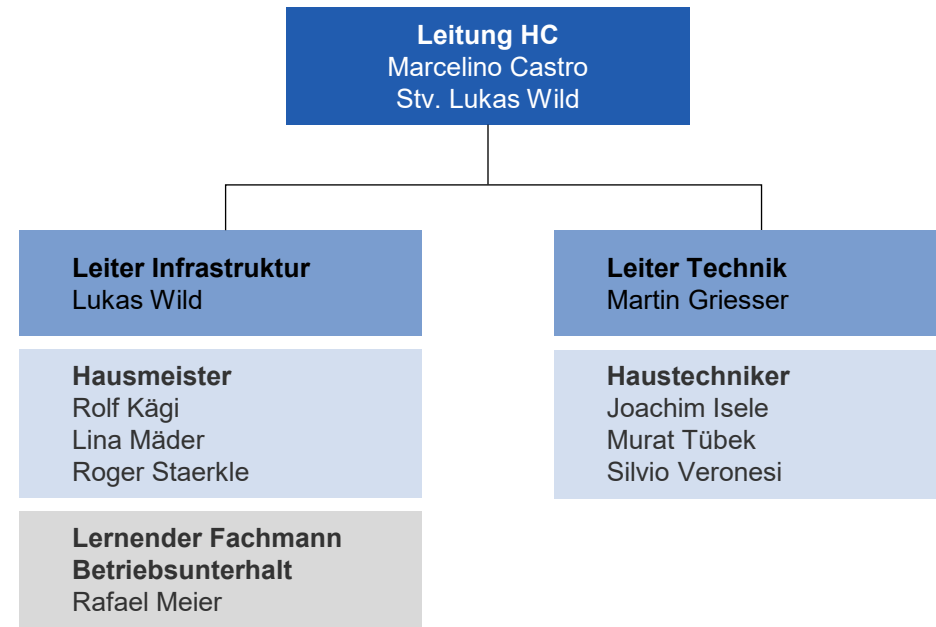 Leitung HC
Marcelino Castro
Stv. Lukas Wild
Leiter Infrastruktur
Lukas Wild
Hausmeister
Rolf Kägi
Lina Mäder
Roger Staerkle
Lernender Fachmann
Betriebsunterhalt
Rafael Meier
Leiter Technik
Martin Griesser
Haustechniker
Joachim Isele
Murat Tübek
Silvio Veronesi